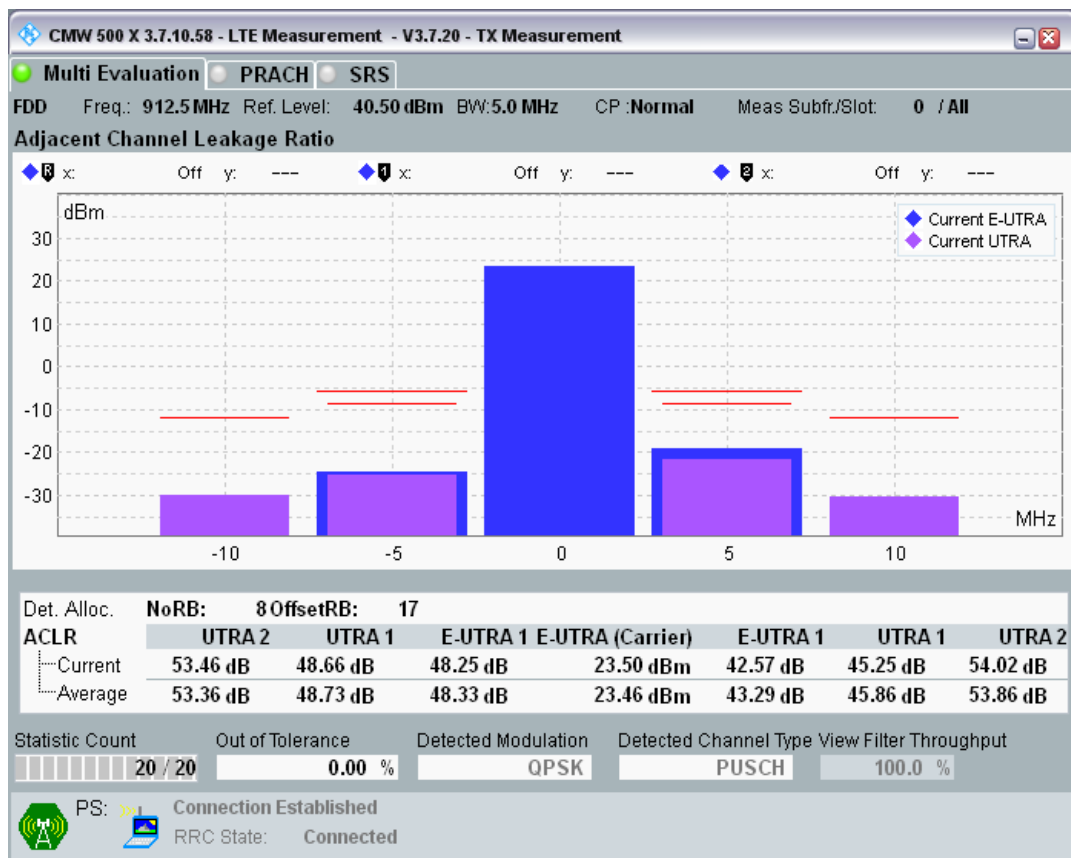 CMW 500 X 3.7.10.58 - LTE Measurement - V3.7.20 - TX Measurement
Multi Evaluation PRACH SRS
FDD Freq.: 912.5 MHz Ref. Level: 40.50 dBm BW:5.0 MHz CP :Normal Meas Subfr./Slot: 0 / All
Adjacent Channel Leakage Ratio
R x: Off y: --- 1 x: Off y: --- 2 x: Off y: ---
dBm
Current E-UTRA
Current UTRA
30
20
10
0
-10
-20
-30
MHz
-10 -5 0 5 10
Det. Alloc. NoRB: 8 OffsetRB: 17
ACLR UTRA 2 UTRA 1 E-UTRA 1 E-UTRA (Carrier) E-UTRA 1 UTRA 1 UTRA 2
Current 53.46 dB 48.66 dB 48.25 dB 23.50 dBm 42.57 dB 45.25 dB 54.02 dB
Average 53.36 dB 48.73 dB 48.33 dB 23.46 dBm 43.29 dB 45.86 dB 53.86 dB
Statistic Count Out of Tolerance Detected Modulation Detected Channel Type View Filter Throughput
20 / 20 0.00 % QPSK PUSCH 100.0 %
PS: Connection Established
RRC State: Connected